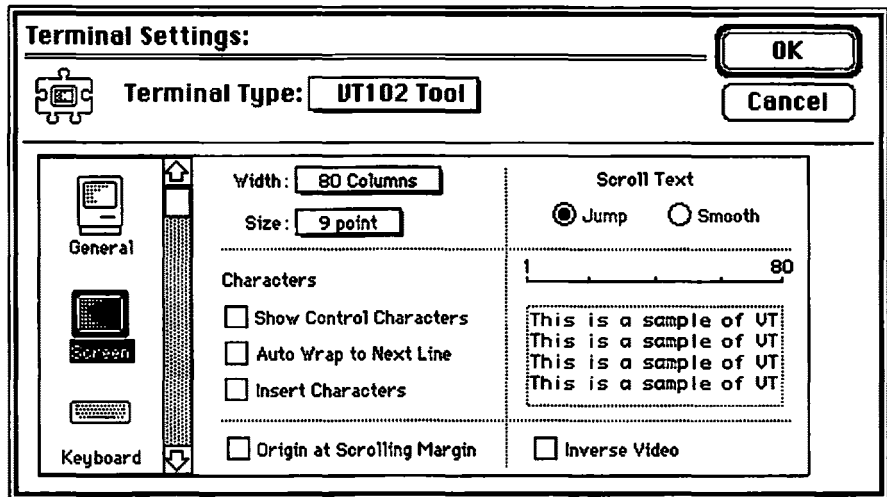 Terminal Settings:
OK
Terminal Type: VT102 Tool
Cancel
General
Screen
Keyboard
Width: 80 Columns
Size: 9 point
Scroll Text
Jump Smooth
Characters
Show Control Characters
Auto Wrap to Next Line
Insert Characters
1 80
This is a sample of VT
This is a sample of VT
This is a sample of VT
This is a sample of VT
Origin at Scrolling Margin
Inverse Video